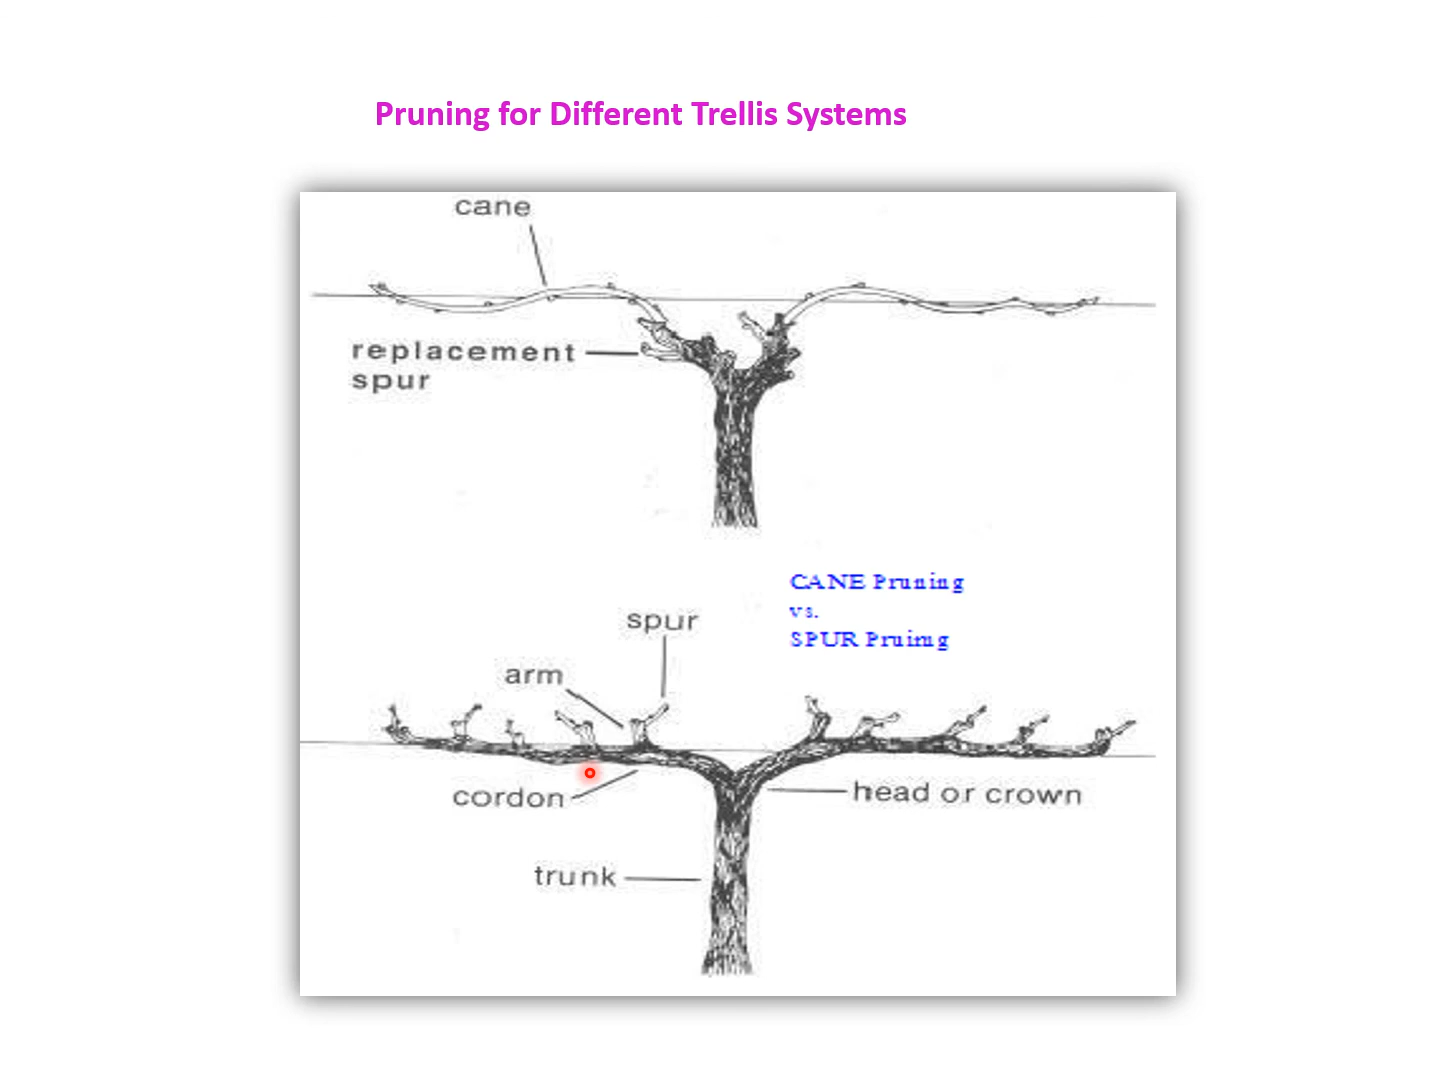 Pruning for Different Trellis Systems
cane
replacement
spur
CANE Pruning
vs.
SPUR Pruimg
spur
arm
cordon
head or crown
trunk